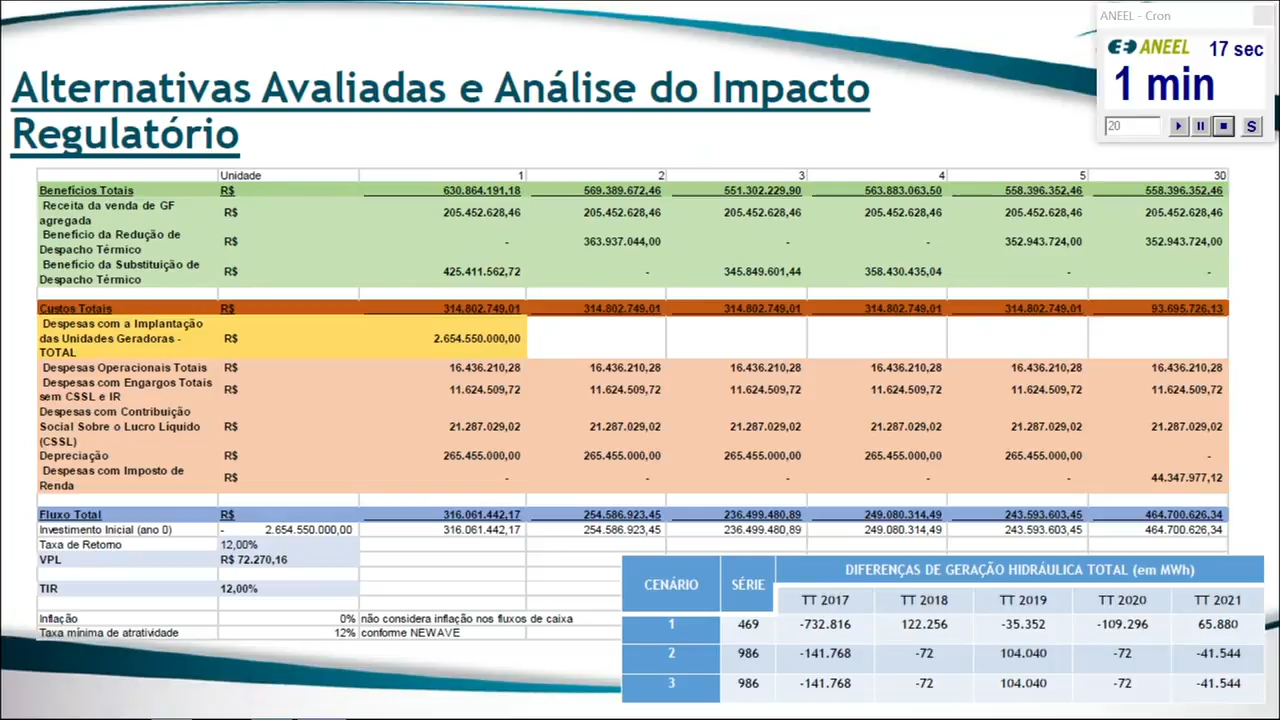 ANEEL - Cron
ANEEL 17 sec
1 min
20
S
Alternativas Avaliadas e Análise do Impacto
Regulatório
Unidade 1 2 3 4 5 30
Benefícios Totais R$ 630.864.191,18 569.389.672,46 551.302.229,90 563.883.063,50 558.396.352,46 558.396.352,46
Receita da venda de GF
agregada R$ 205.452.628,46 205.452.628,46 205.452.628,46 205.452.628,46 205.452.628,46 205.452.628,46
Benefício da Redução de
Despacho Térmico R$ - 363.937.044,00 - - 352.943.724,00 352.943.724,00
Benefício da Substituição de
Despacho Térmico R$ 425.411.562,72 - 345.849.601,44 358.430.435,04 - -
Custos Totais R$ 314.802.749,01 314.802.749,01 314.802.749,01 314.802.749,01 314.802.749,01 93.695.726,13
Despesas com a Implantação
das Unidades Geradoras - R$ 2.654.550.000,00
TOTAL
Despesas Operacionais Totais R$ 16.436.210,28 16.436.210,28 16.436.210,28 16.436.210,28 16.436.210,28 16.436.210,28
Despesas com Engargos Totais
sem CSSL e IR R$ 11.624.509,72 11.624.509,72 11.624.509,72 11.624.509,72 11.624.509,72 11.624.509,72
Despesas com Contribuição
Social Sobre o Lucro Líquido R$ 21.287.029,02 21.287.029,02 21.287.029,02 21.287.029,02 21.287.029,02 21.287.029,02
(CSSL)
Depreciação R$ 265.455.000,00 265.455.000,00 265.455.000,00 265.455.000,00 265.455.000,00 -
Despesas com Imposto de
Renda R$ - - - - - 44.347.977,12
Fluxo Total R$ 316.061.442,17 254.586.923,45 236.499.480,89 249.080.314,49 243.593.603,45 464.700.626,34
Investimento Inicial (ano 0) - 2.654.550.000,00 316.061.442,17 254.586.923,45 236.499.480,89 249.080.314,49 243.593.603,45 464.700.626,34
Taxa de Retorno 12,00%
VPL R$ 72.270,16
TIR 12,00%
Inflação 0% não considera inflação nos fluxos de caixa
Taxa mínima de atratividade 12% conforme NEWAVE
CENÁRIO SÉRIE DIFERENÇAS DE GERAÇÃO HIDRÁULICA TOTAL (em MWh)
TT 2017 TT 2018 TT 2019 TT 2020 TT 2021
1 469 -732.816 122.256 -35.352 -109.296 65.880
2 986 -141.768 -72 104.040 -72 -41.544
3 986 -141.768 -72 104.040 -72 -41.544